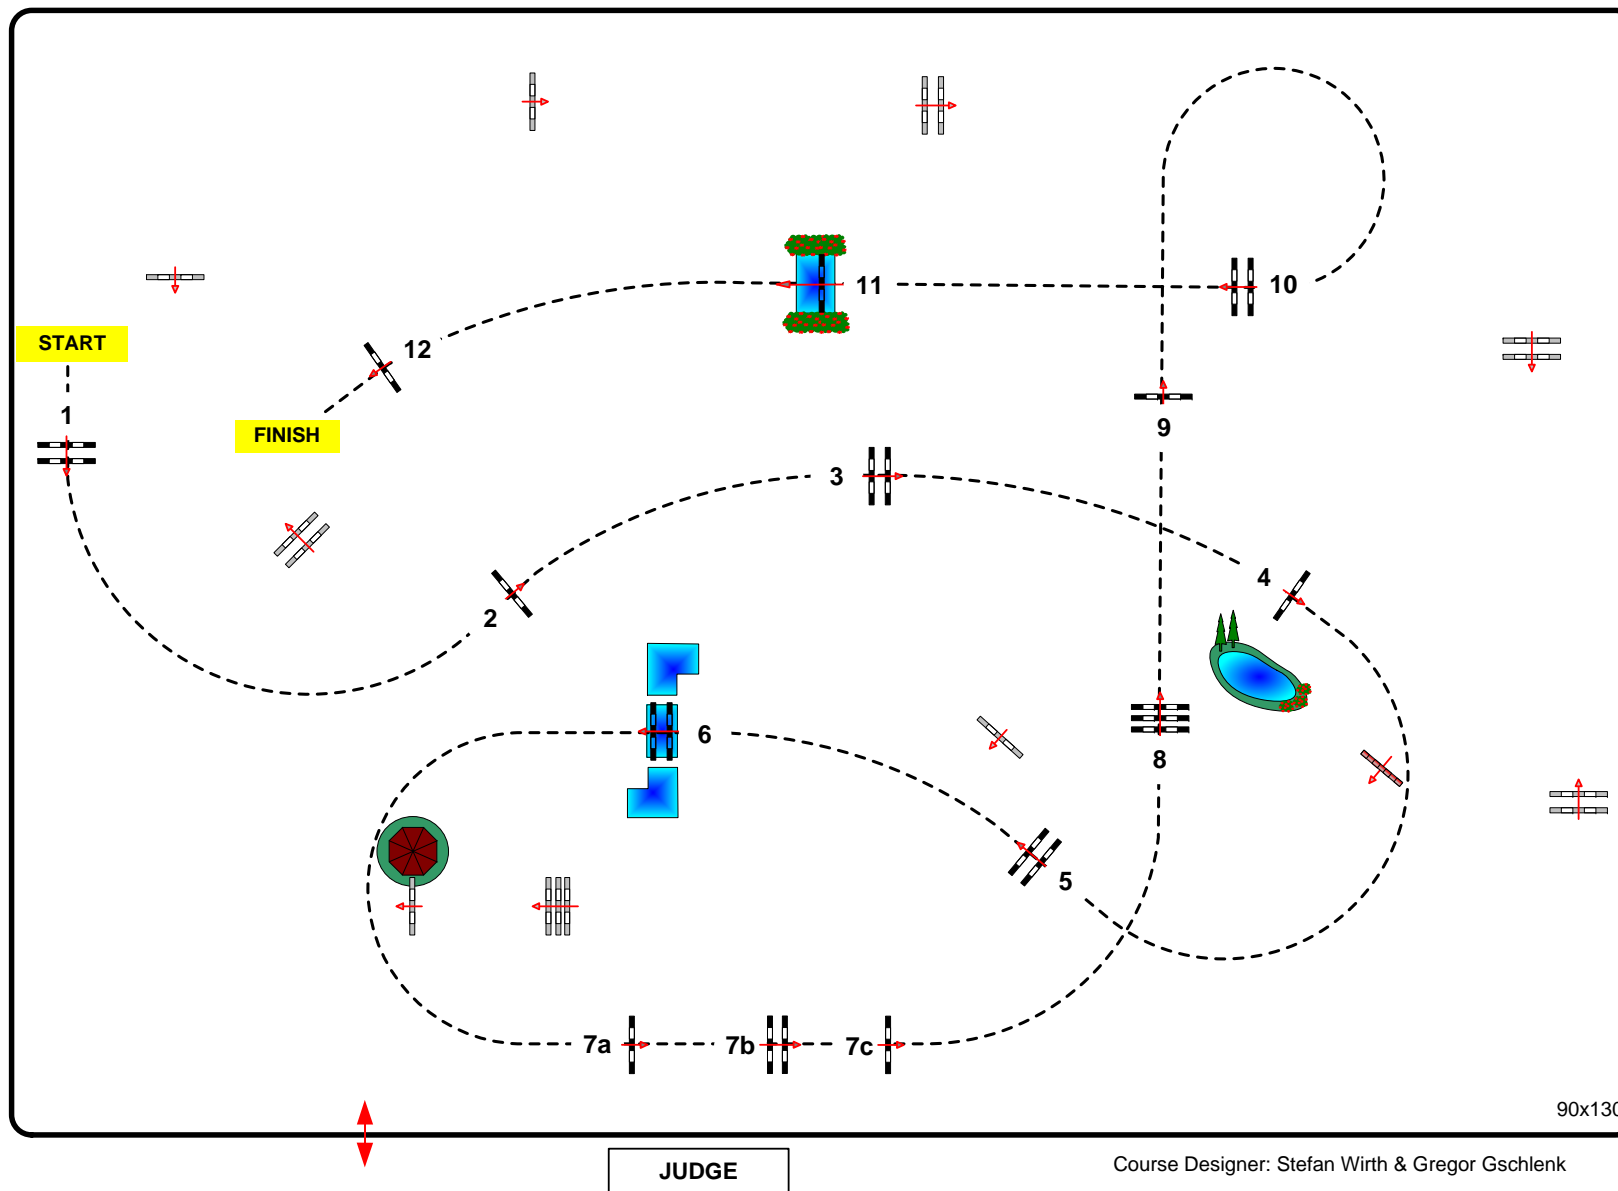 10
START
11
12
1
FINISH
9
3
4
2
6
8
5
7a
7b
7c
90x130
JUDGE
Course Designer: Stefan Wirth & Gregor Gschlenk